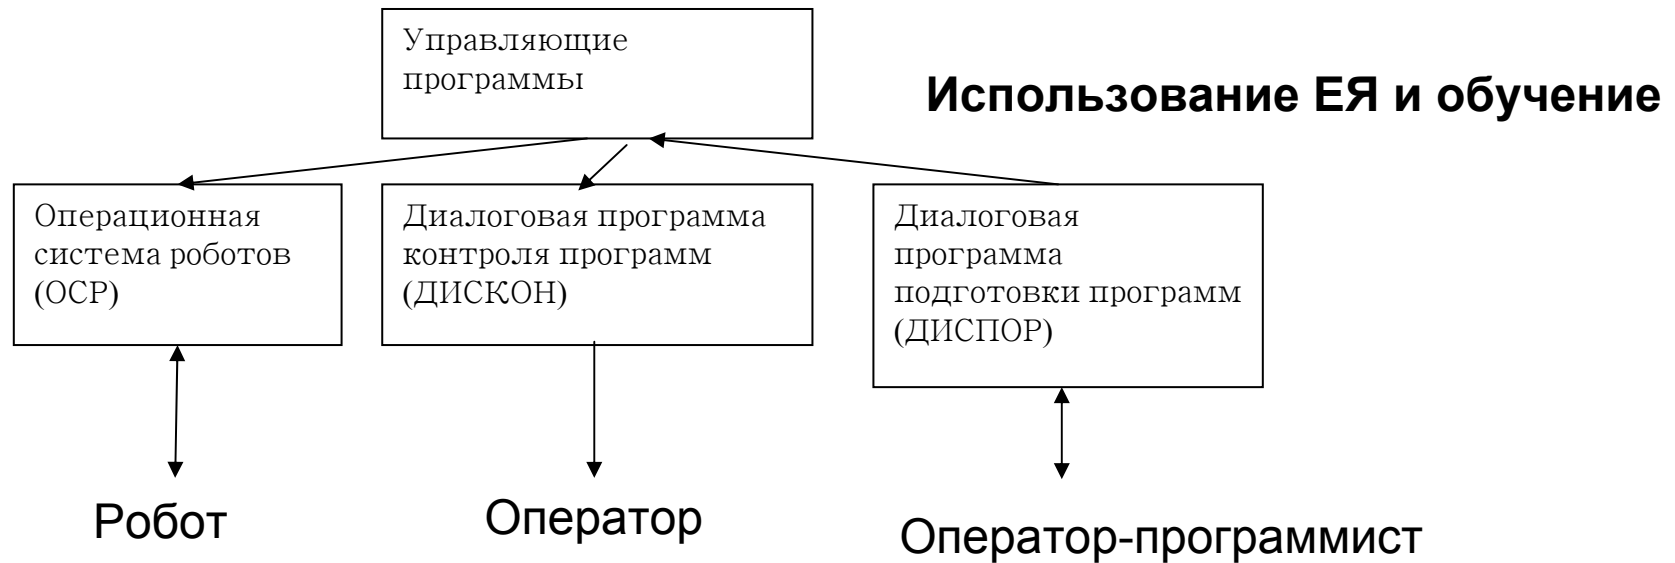 Управляющие
программы
Использование ЕЯ и обучение
Операционная
система роботов
(ОСР)
Диалоговая программа
контроля программ
(ДИСКОН)
Диалоговая
программа
подготовки программ
(ДИСПОР)
Робот
Оператор
Оператор-программист